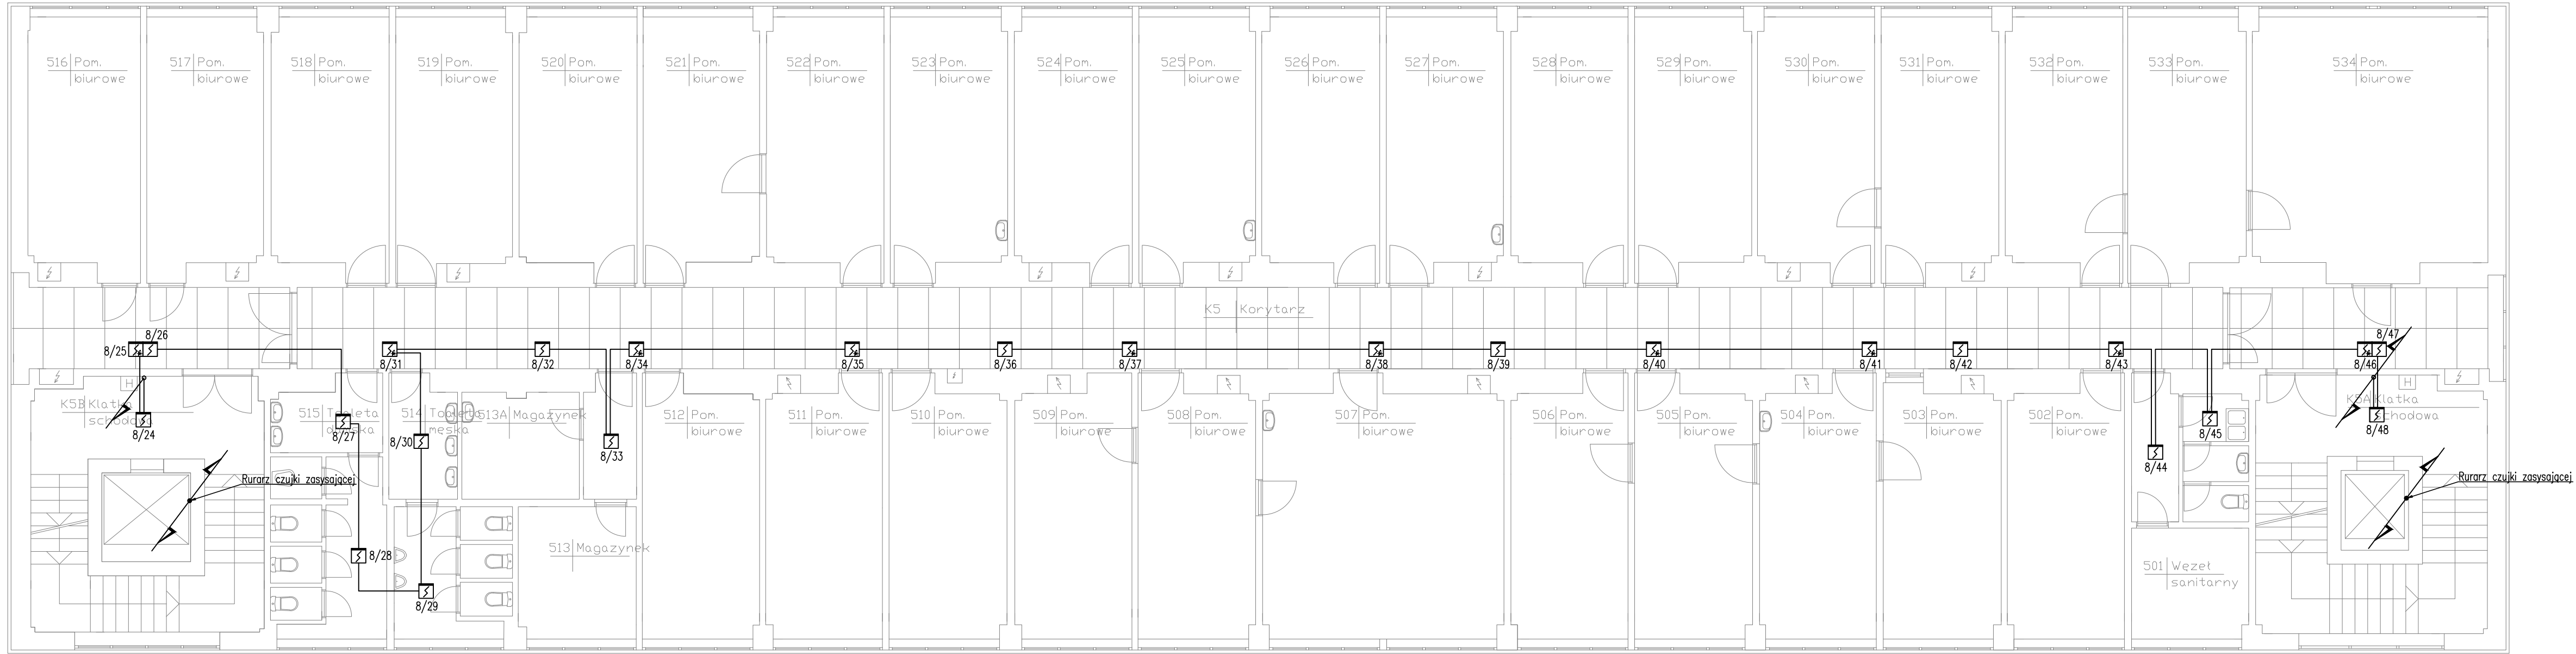 516 Pom.
biurowe
517 Pom.
biurowe
518 Pom.
biurowe
519 Pom.
biurowe
520 Pom.
biurowe
521 Pom.
biurowe
522 Pom.
biurowe
523 Pom.
biurowe
524 Pom.
biurowe
525 Pom.
biurowe
526 Pom.
biurowe
527 Pom.
biurowe
528 Pom.
biurowe
529 Pom.
biurowe
530 Pom.
biurowe
531 Pom.
biurowe
532 Pom.
biurowe
533 Pom.
biurowe
534 Pom.
biurowe
K5 Korytarz
8/26
8/25
8/31
8/32
8/34
8/35
8/36
8/37
8/38
8/39
8/40
8/41
8/42
8/43
8/46
8/47
H
H
K5B Klatka
schodowa
8/24
515 Toaleta
damska
8/27
514 Toaleta
męska
8/30
513A Magazynek
8/33
512 Pom.
biurowe
511 Pom.
biurowe
510 Pom.
biurowe
509 Pom.
biurowe
508 Pom.
biurowe
507 Pom.
biurowe
506 Pom.
biurowe
505 Pom.
biurowe
504 Pom.
biurowe
503 Pom.
biurowe
502 Pom.
biurowe
8/44
8/45
K5A Klatka
schodowa
8/48
Rurarz czujki zasysającej
Rurarz czujki zasysającej
8/28
8/29
513 Magazynek
501 Węzeł
sanitarny